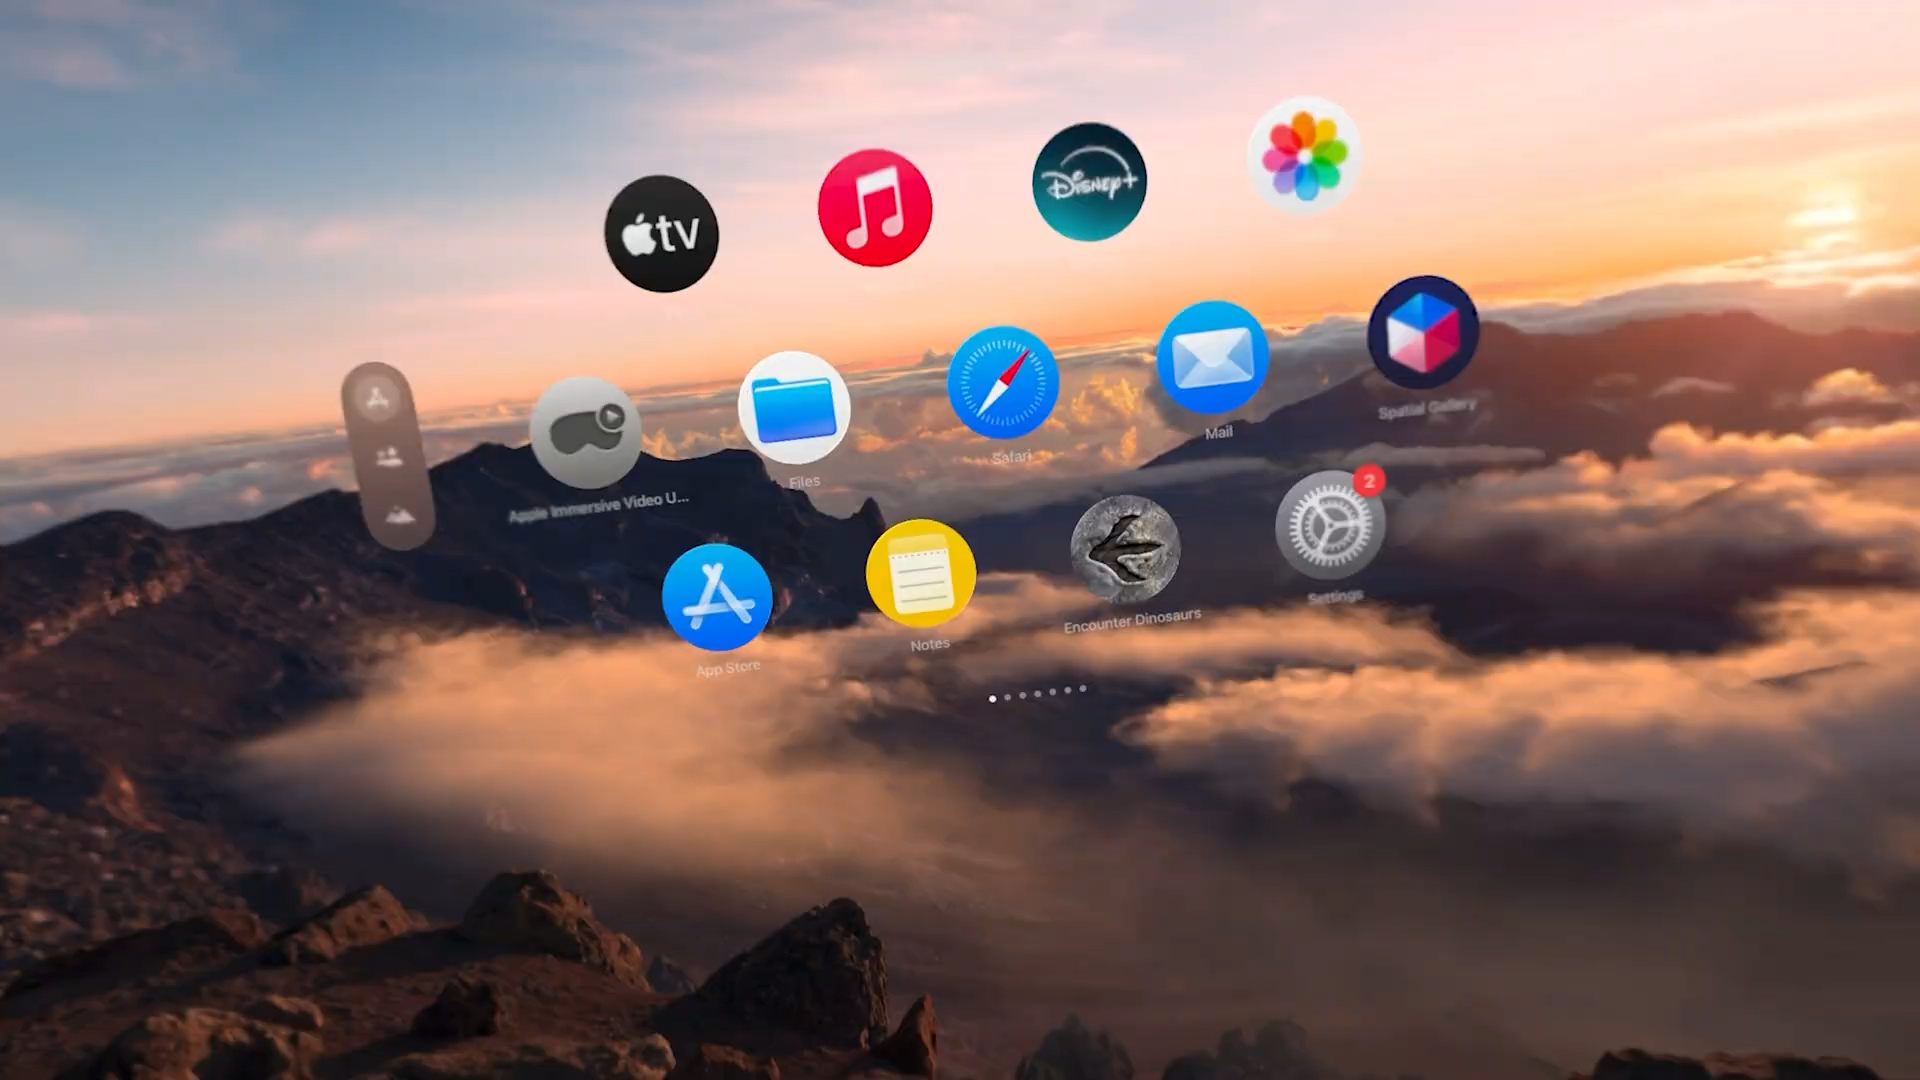 tv
Disney+
Apple Immersive Video U...
Files
Safari
Mail
Spatial Gallery
App Store
Notes
Encounter Dinosaurs
2
Settings